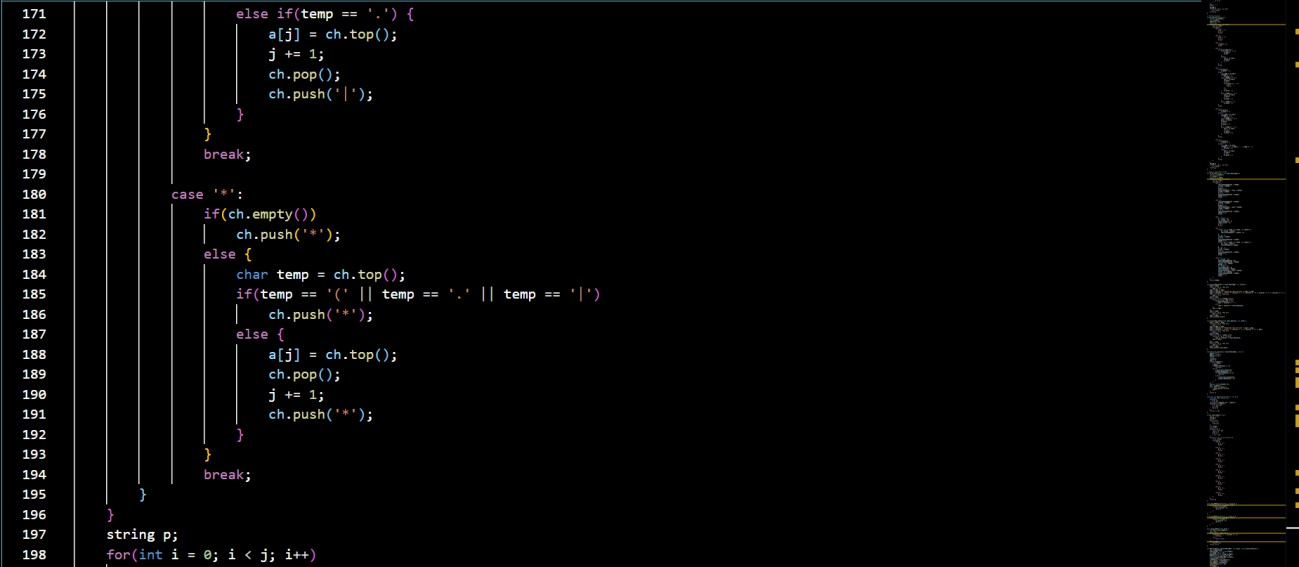 171 else if(temp == '.') {
172 a[j] = ch.top();
173 j += 1;
174 ch.pop();
175 ch.push('|');
176 }
177 }
178 break;
179
180 case '*':
181 if(ch.empty())
182 ch.push('*');
183 else {
184 char temp = ch.top();
185 if(temp == '(' || temp == '.' || temp == '|')
186 ch.push('*');
187 else {
188 a[j] = ch.top();
189 ch.pop();
190 j += 1;
191 ch.push('*');
192 }
193 }
194 break;
195 }
196 }
197 string p;
198 for(int i = 0; i < j; i++)